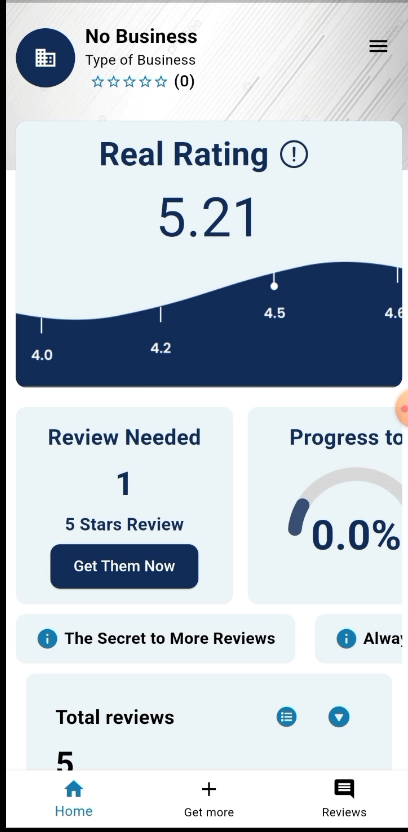 No Business
Type of Business
(0)
Real Rating
5.21
4.0
4.2
4.5
4.6
Review Needed
1
5 Stars Review
Get Them Now
Progress to
0.0%
The Secret to More Reviews
Alway
Total reviews
5
Home
Get more
Reviews